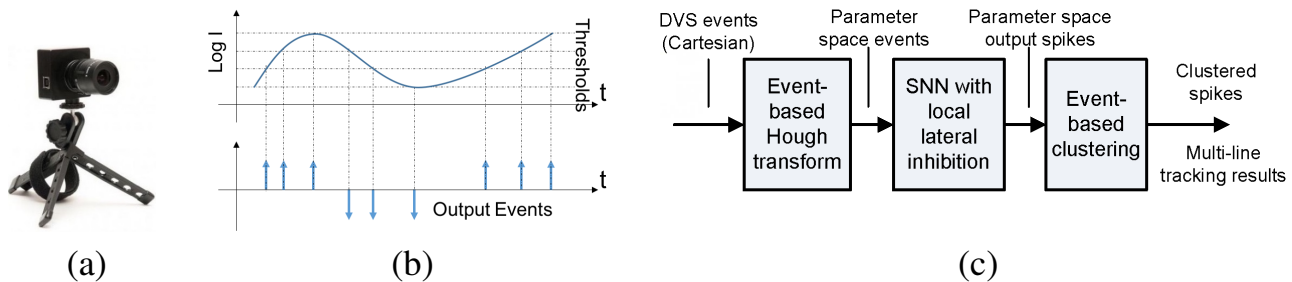 Log I
Thresholds
t
t
Output Events
DVS events
(Cartesian)
Parameter
space events
Parameter space
output spikes
Event-
based
Hough
transform
SNN with
local
lateral
inhibition
Event-
based
clustering
Clustered
spikes
Multi-line
tracking results
(a)
(b)
(c)